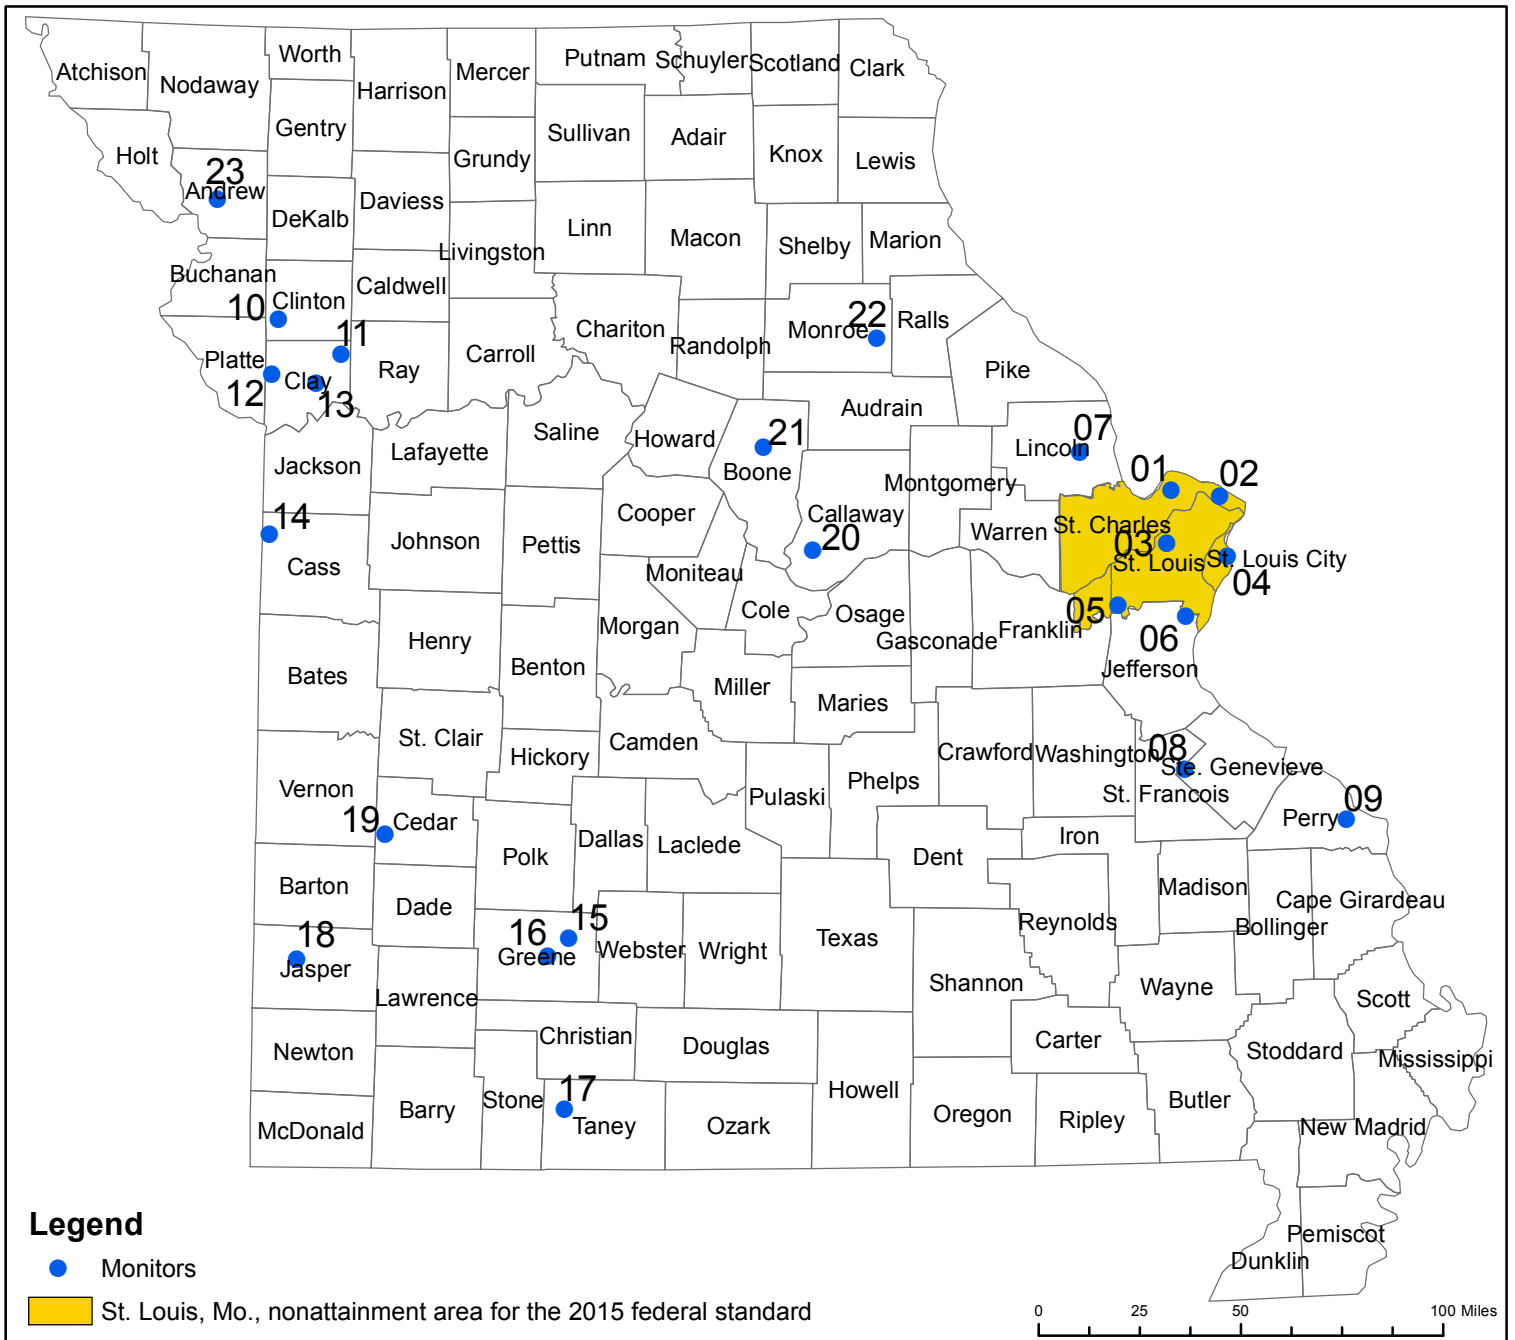 Worth
Putnam
Schuyler
Scotland
Clark
Atchison
Nodaway
Harrison
Mercer
Gentry
Sullivan
Adair
Knox
Lewis
Holt
Grundy
23
Andrew
DeKalb
Daviess
Linn
Macon
Shelby
Marion
Livingston
Buchanan
Clinton
Caldwell
10
11
Chariton
22
Monroe
Ralls
Randolph
Platte
Clay
Ray
Carroll
Pike
12
13
Audrain
Saline
Howard
21
07
Lincoln
Jackson
Lafayette
Boone
Montgomery
01
02
14
Cooper
Callaway
St. Charles
Warren
20
03
Johnson
Pettis
St. Louis
St. Louis City
Cass
Moniteau
04
Cole
Osage
05
Morgan
Gasconade
Franklin
06
Henry
Benton
Jefferson
Bates
Miller
Maries
St. Clair
Camden
Hickory
Crawford
Washington
08
Ste. Genevieve
Vernon
Pulaski
Phelps
St. Francois
09
19
Cedar
Perry
Dallas
Laclede
Iron
Polk
Dent
Barton
Madison
Dade
Cape Girardeau
15
16
Reynolds
Bollinger
18
Greene
Webster
Wright
Texas
Jasper
Shannon
Wayne
Lawrence
Scott
Christian
Douglas
Carter
Newton
Stoddard
Mississippi
Howell
17
Stone
Barry
Taney
Ozark
Oregon
Ripley
Butler
McDonald
New Madrid
Pemiscot
Dunklin
Legend
Monitors
St. Louis, Mo., nonattainment area for the 2015 federal standard
0 25 50 100 Miles